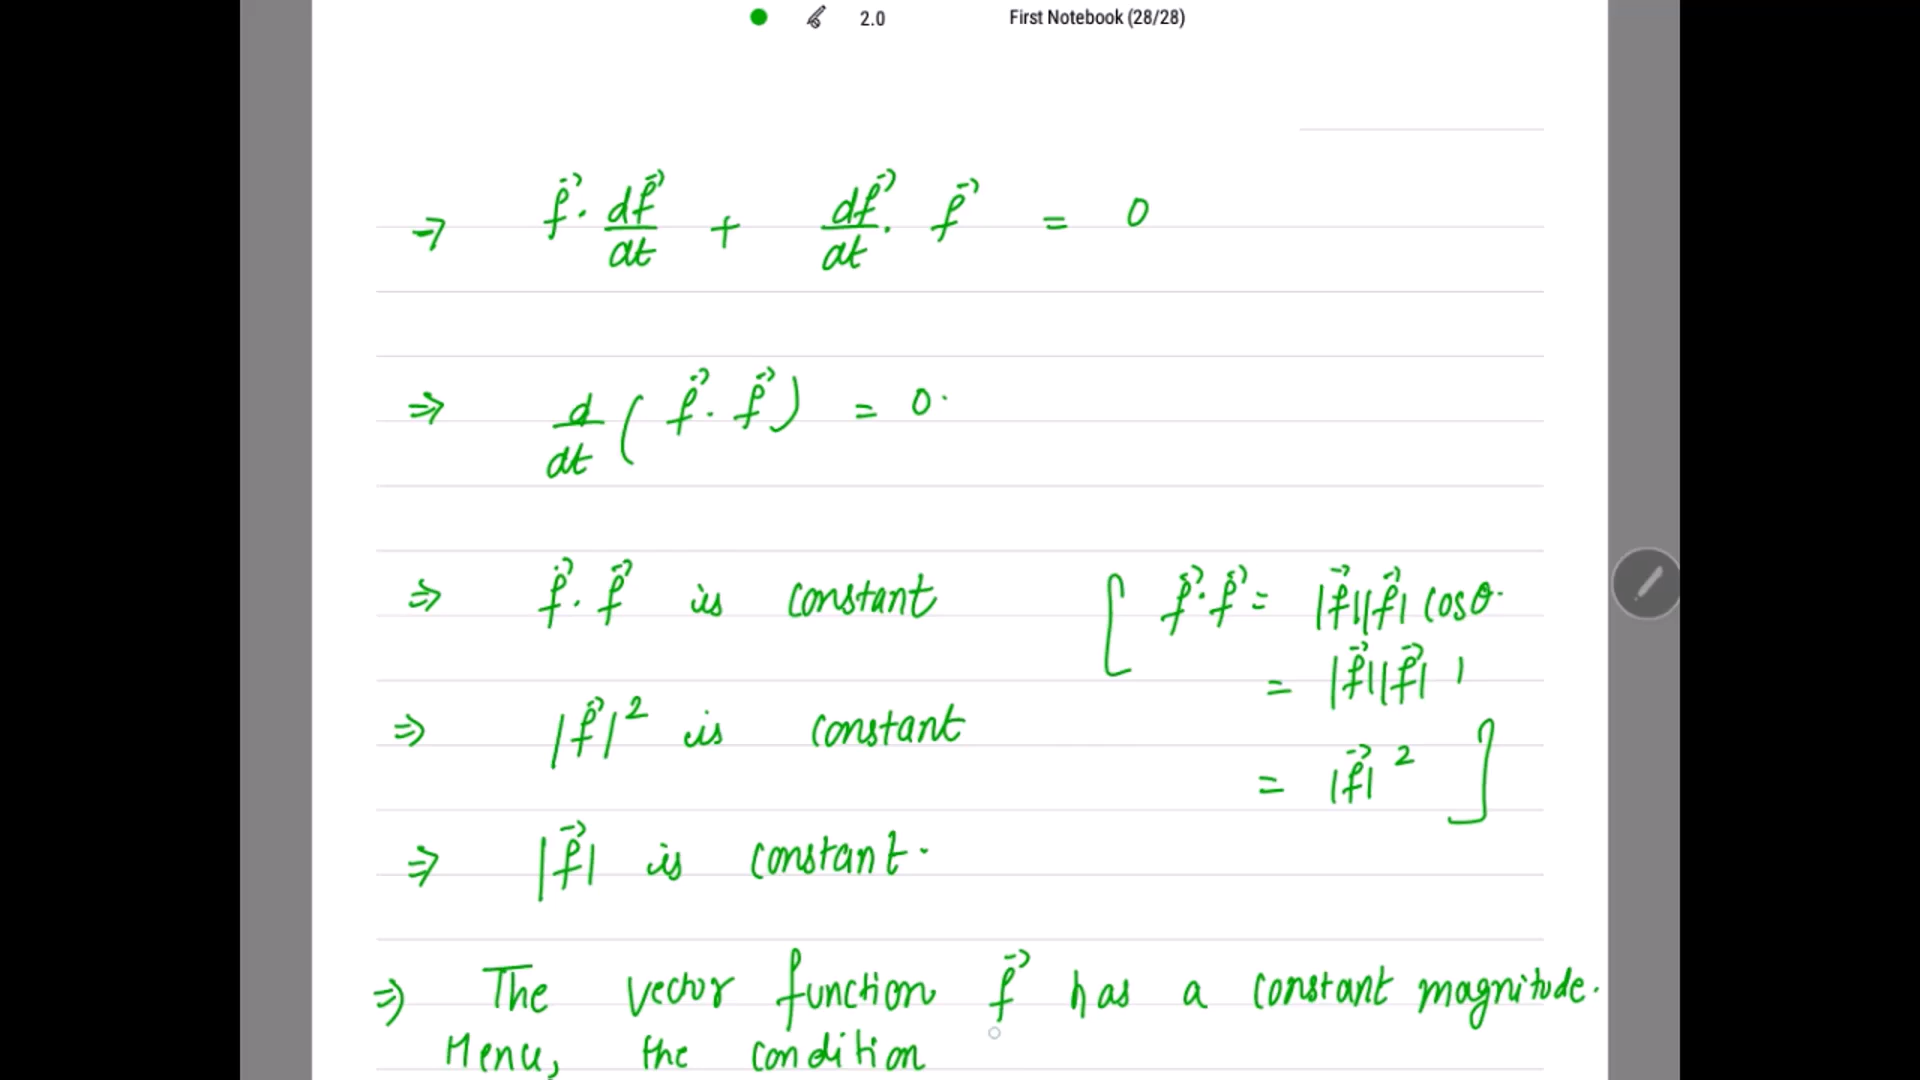 2.0 First Notebook (28/28)
⇒ f⃗ · df⃗/dt + df⃗/dt · f⃗ = 0
⇒ d/dt ( f⃗ · f⃗ ) = 0.
⇒ f⃗ · f⃗ is constant [ f⃗ · f⃗ = |f⃗||f⃗| cosθ.
= |f⃗||f⃗| 1
⇒ |f⃗|² is constant
= |f⃗|² ]
⇒ |f⃗| is constant.
⇒ The vector function f⃗ has a constant magnitude.
Hence, the condition